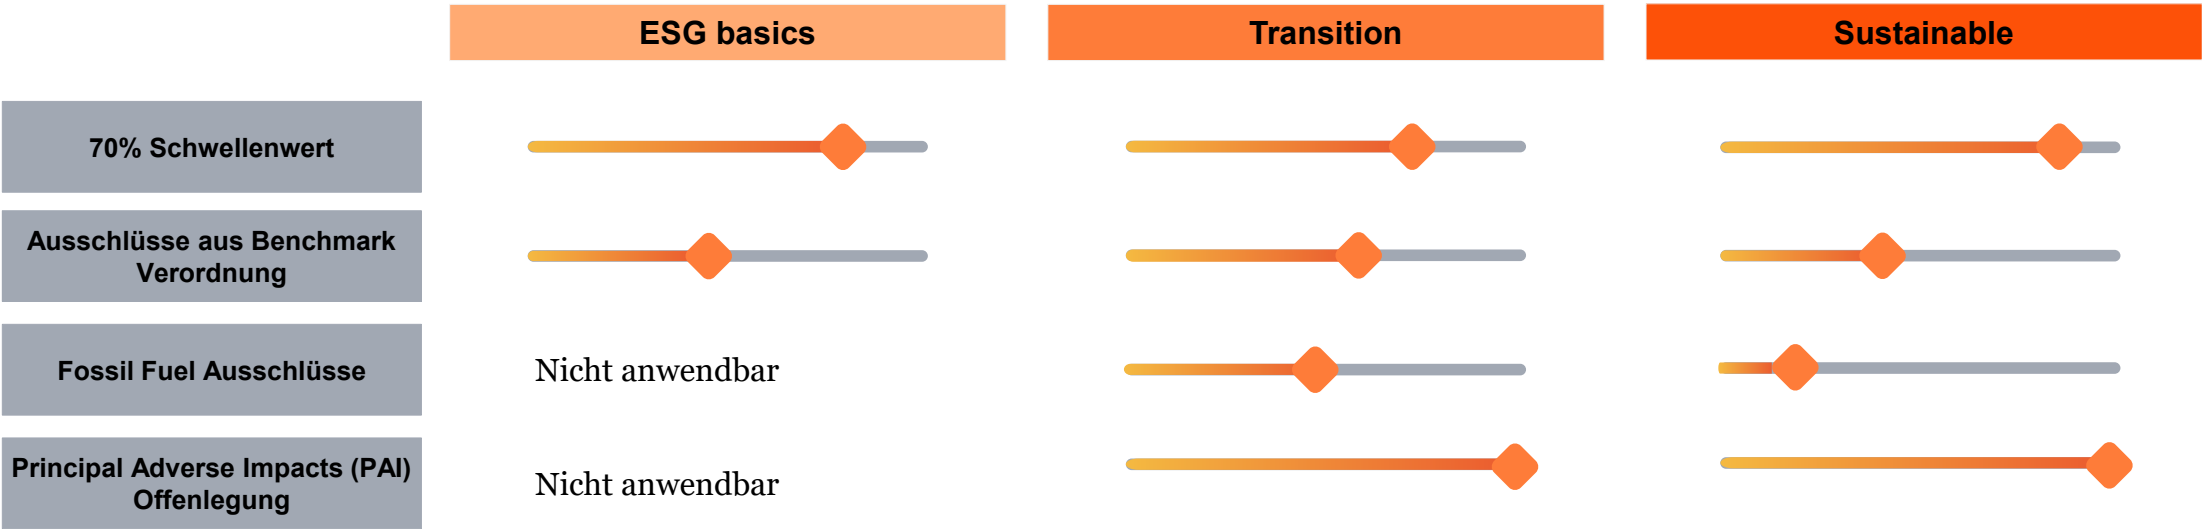 ESG basics
Transition
Sustainable
70% Schwellenwert
Ausschlüsse aus Benchmark
Verordnung
Fossil Fuel Ausschlüsse
Nicht anwendbar
Principal Adverse Impacts (PAI)
Offenlegung
Nicht anwendbar